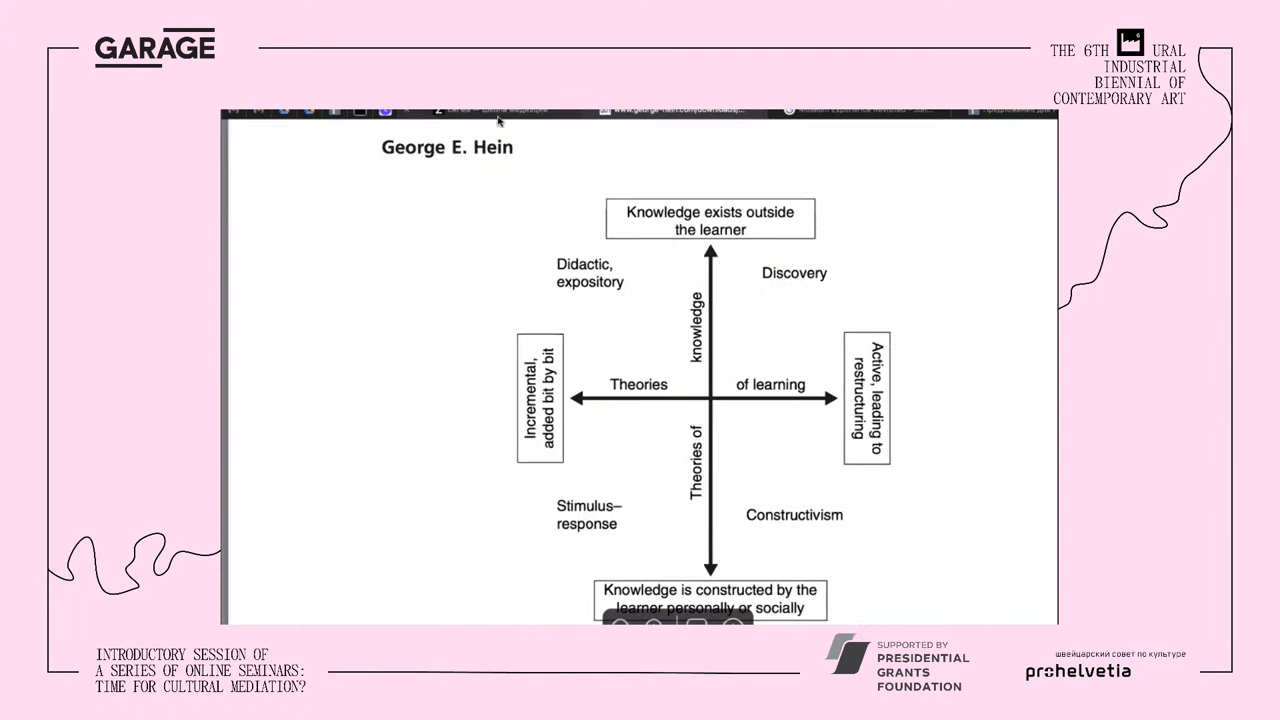 GARAGE
THE 6TH URAL
INDUSTRIAL
BIENNIAL OF
CONTEMPORARY ART
George E. Hein
Knowledge exists outside
the learner
Didactic,
expository
Discovery
knowledge
Incremental,
added bit by bit
Theories
of learning
Active, leading to
restructuring
Theories of
Stimulus–
response
Constructivism
Knowledge is constructed by the
learner personally or socially
INTRODUCTORY SESSION OF
A SERIES OF ONLINE SEMINARS:
TIME FOR CULTURAL MEDIATION?
SUPPORTED BY
PRESIDENTIAL
GRANTS
FOUNDATION
швейцарский совет по культуре
prohelvetia